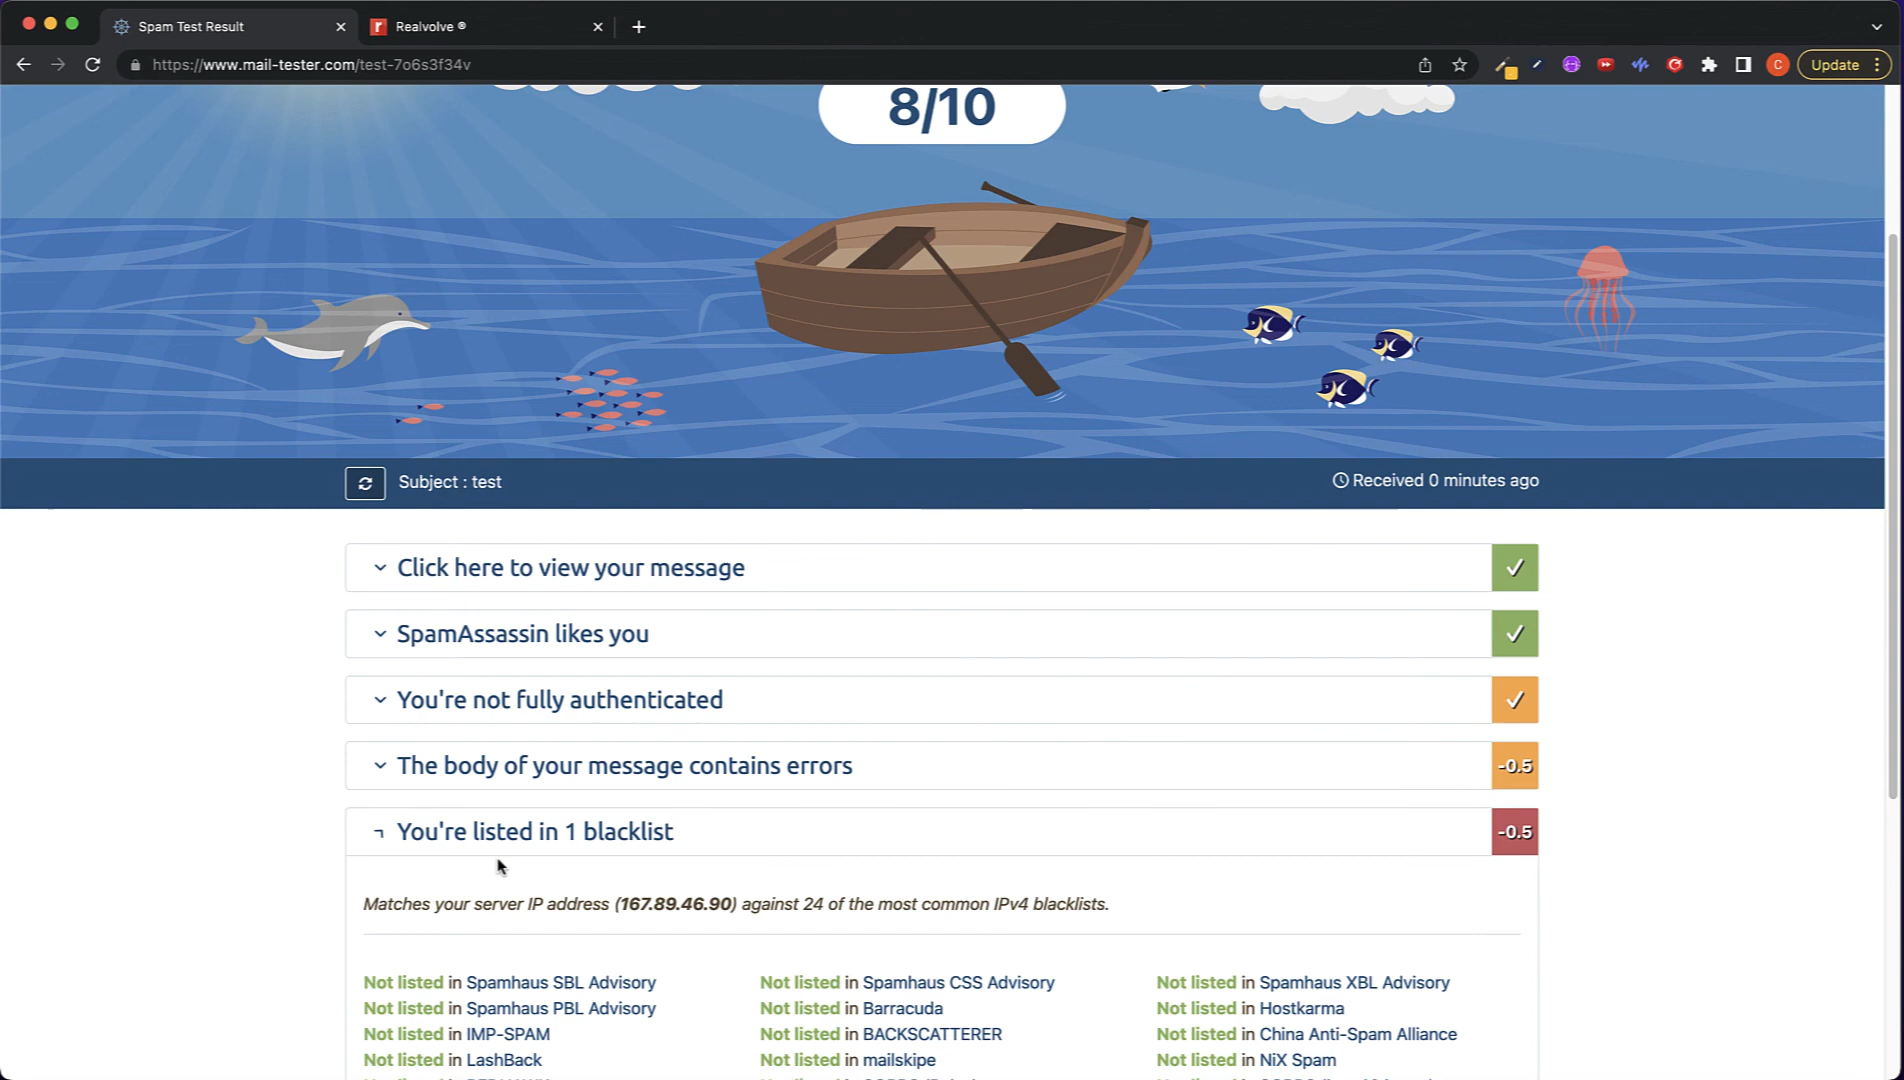 Spam Test Result
Realvolve ®
https://www.mail-tester.com/test-7o6s3f34v
Update
8/10
Subject : test
Received 0 minutes ago
Click here to view your message
SpamAssassin likes you
You're not fully authenticated
The body of your message contains errors
-0.5
You're listed in 1 blacklist
-0.5
Matches your server IP address (167.89.46.90) against 24 of the most common IPv4 blacklists.
Not listed in Spamhaus SBL Advisory
Not listed in Spamhaus CSS Advisory
Not listed in Spamhaus XBL Advisory
Not listed in Spamhaus PBL Advisory
Not listed in Barracuda
Not listed in Hostkarma
Not listed in IMP-SPAM
Not listed in BACKSCATTERER
Not listed in China Anti-Spam Alliance
Not listed in LashBack
Not listed in mailskipe
Not listed in NiX Spam